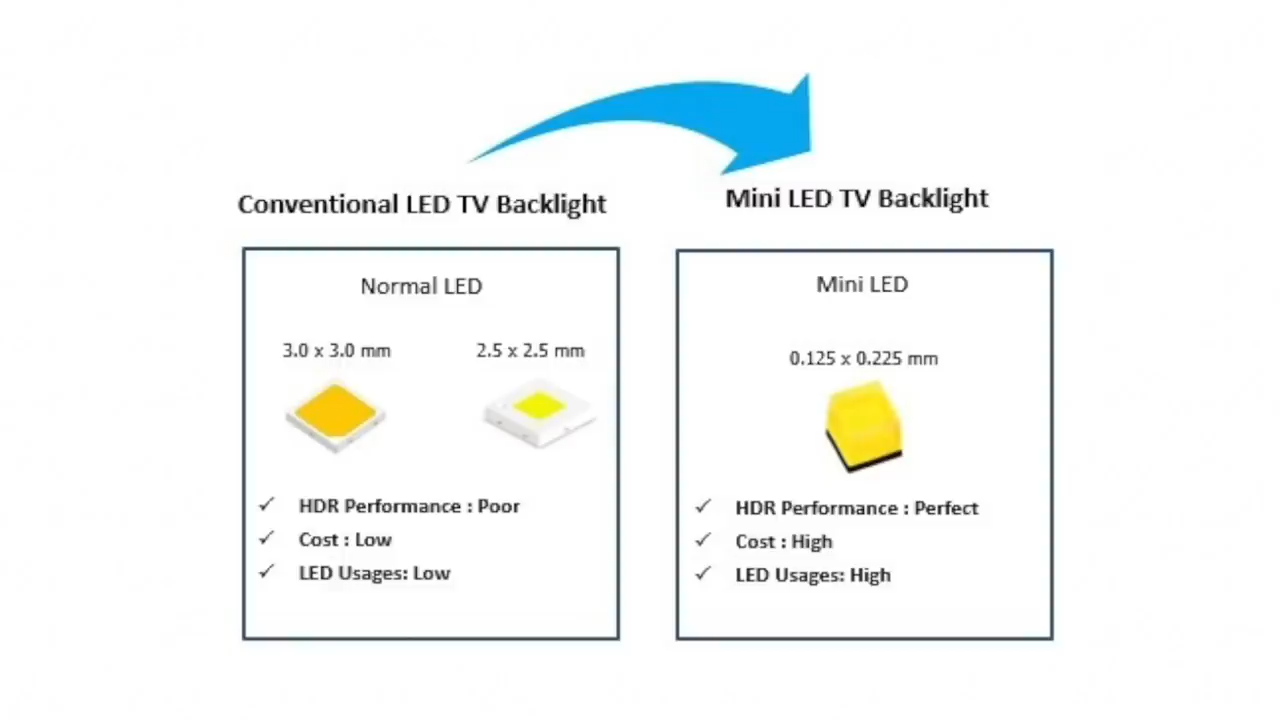 Conventional LED TV Backlight
Mini LED TV Backlight
Normal LED
3.0 x 3.0 mm
2.5 x 2.5 mm
✓ HDR Performance : Poor
✓ Cost : Low
✓ LED Usages: Low
Mini LED
0.125 x 0.225 mm
✓ HDR Performance : Perfect
✓ Cost : High
✓ LED Usages: High